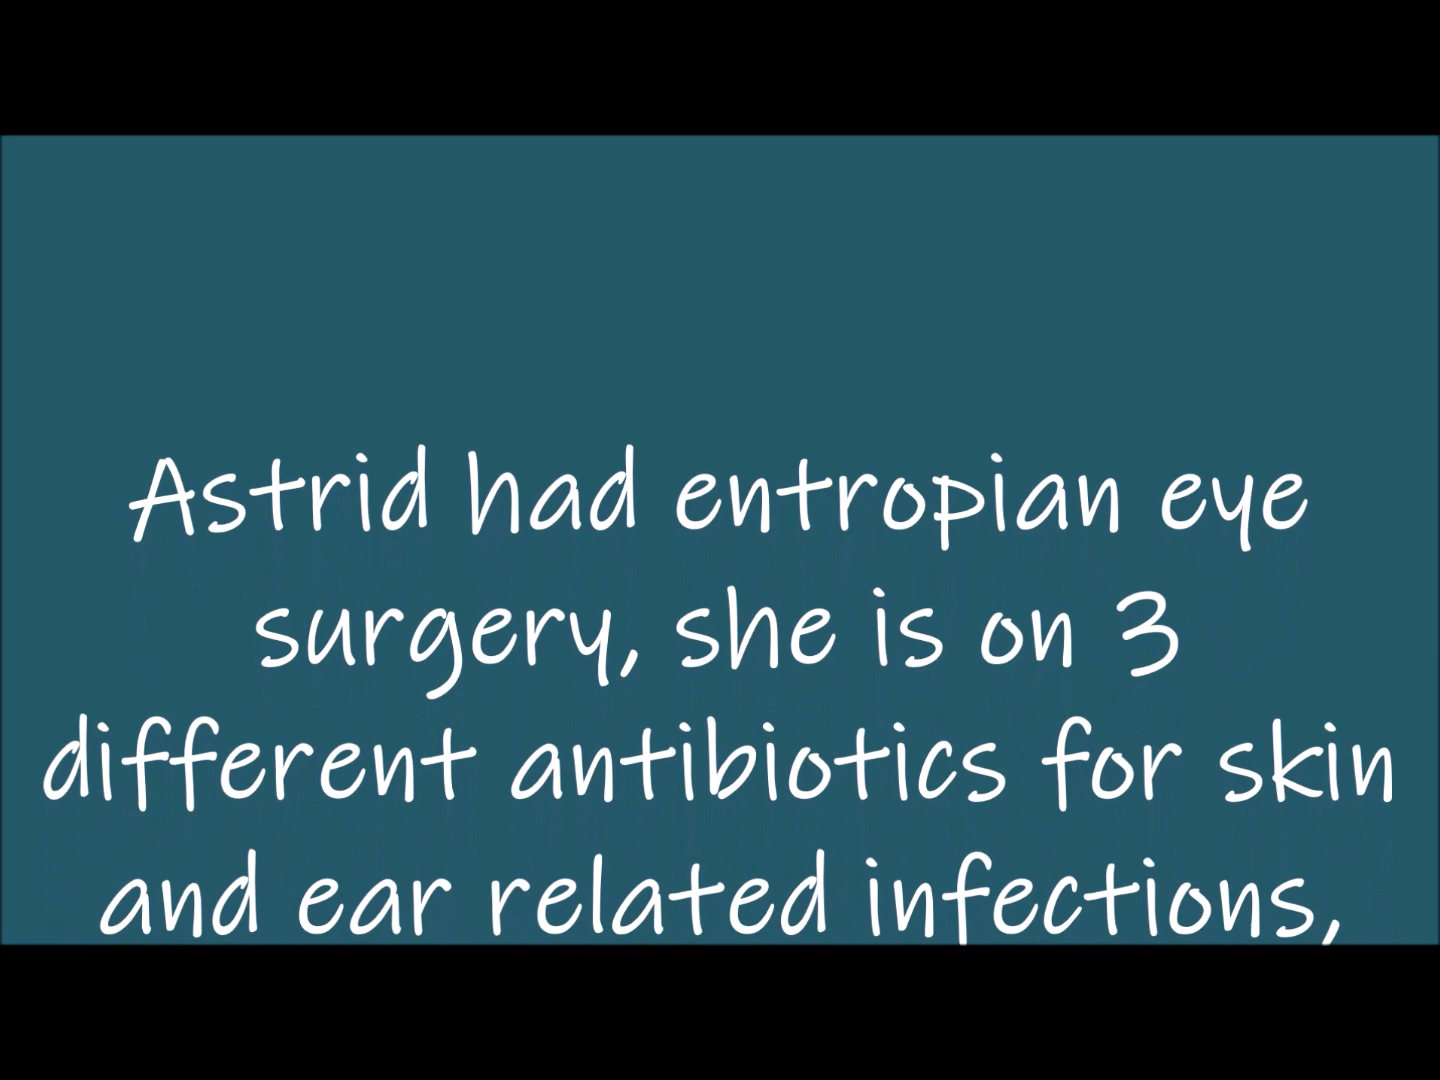 Astrid had entropian eye
surgery, she is on 3
different antibiotics for skin
and ear related infections,